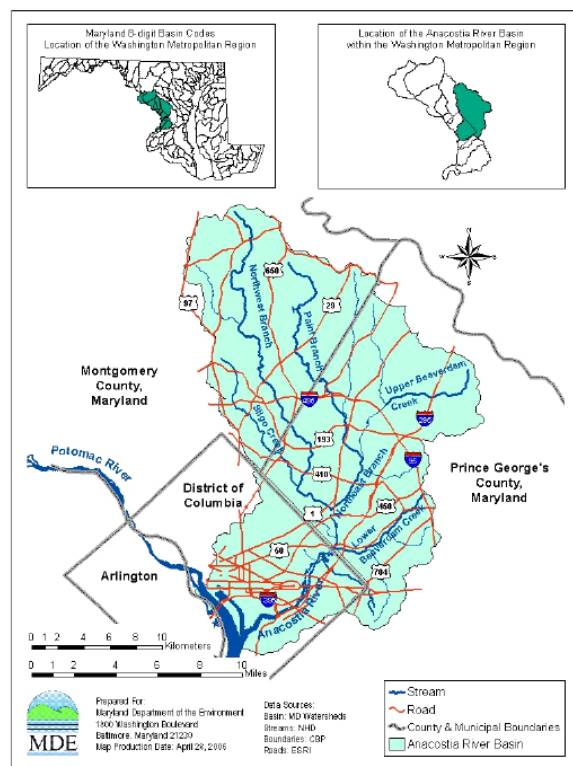 Maryland 8-digit Basin Codes
Location of the Washington Metropolitan Region
Location of the Anacostia River Basin
within the Washington Metropolitan Region
N
W
E
S
97
650
29
Northwest Branch
Paint Branch
Montgomery
County,
Maryland
Upper Beaverdam
Creek
Sligo Creek
193
410
95
Northeast Branch
Prince George's
County,
Maryland
Potomac River
District of
Columbia
1
450
Lower
Beaverdam Creek
50
704
Arlington
Anacostia River
0 1 2 4 6 8 10
Kilometers
0 1 2 4 6 8 10
Miles
MDE
Prepared For:
Maryland Department of the Environment
1800 Washington Boulevard
Baltimore, Maryland 21230
Map Production Date: April 28, 2006
Data Sources:
Basin: MD Watersheds
Streams: NHD
Boundaries: CBP
Roads: ESRI
Stream
Road
County & Municipal Boundaries
Anacostia River Basin